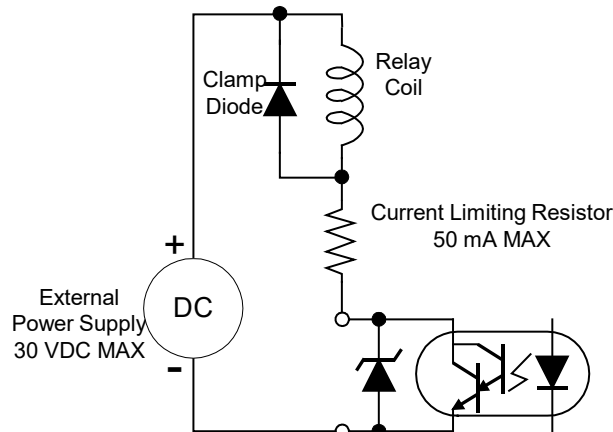 Clamp
Diode
Relay
Coil
Current Limiting Resistor
50 mA MAX
+
External
Power Supply
30 VDC MAX
DC
-